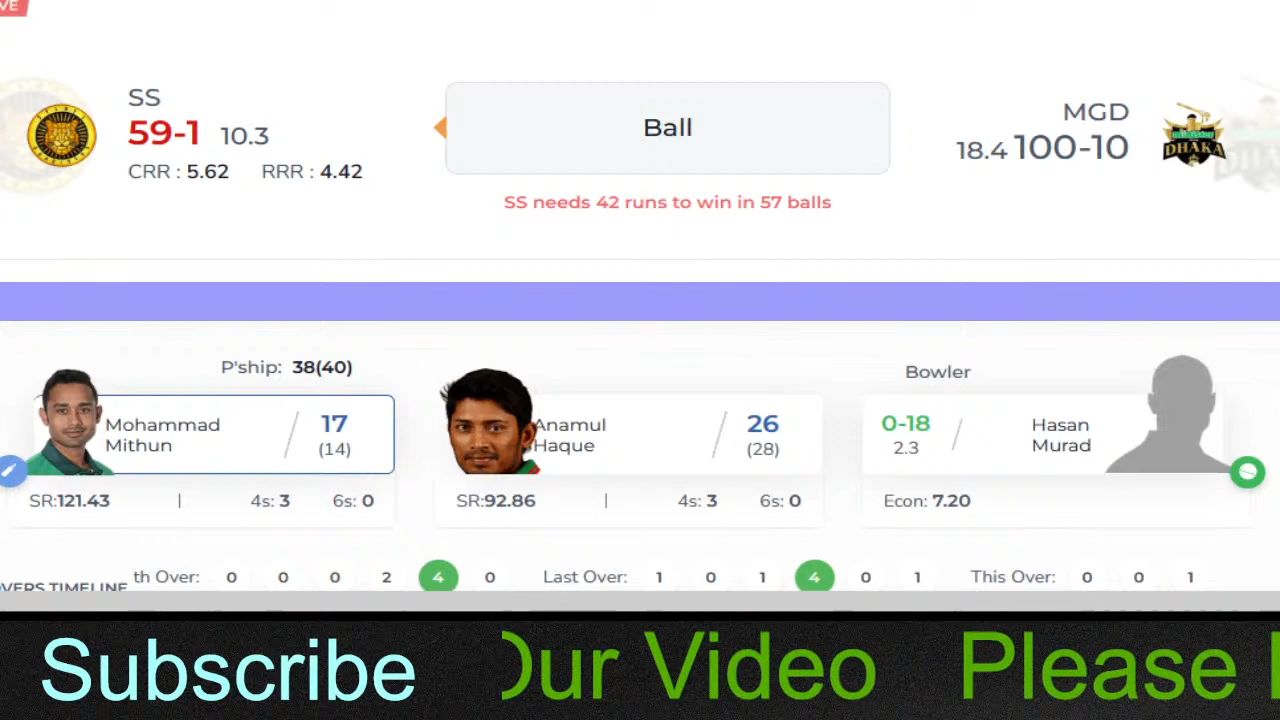 VE
SS
59-1 10.3
CRR : 5.62 RRR : 4.42
Ball
SS needs 42 runs to win in 57 balls
MGD
18.4 100-10
DHAKA
P'ship: 38(40)
Mohammad
Mithun
17
(14)
SR:121.43 | 4s: 3 6s: 0
Anamul
Haque
26
(28)
SR:92.86 | 4s: 3 6s: 0
Bowler
0-18
2.3
Hasan
Murad
Econ: 7.20
OVERS TIMELINE
th Over: 0 0 0 2 4 0 Last Over: 1 0 1 4 0 1 This Over: 0 0 1
Subscribe Our Video Please